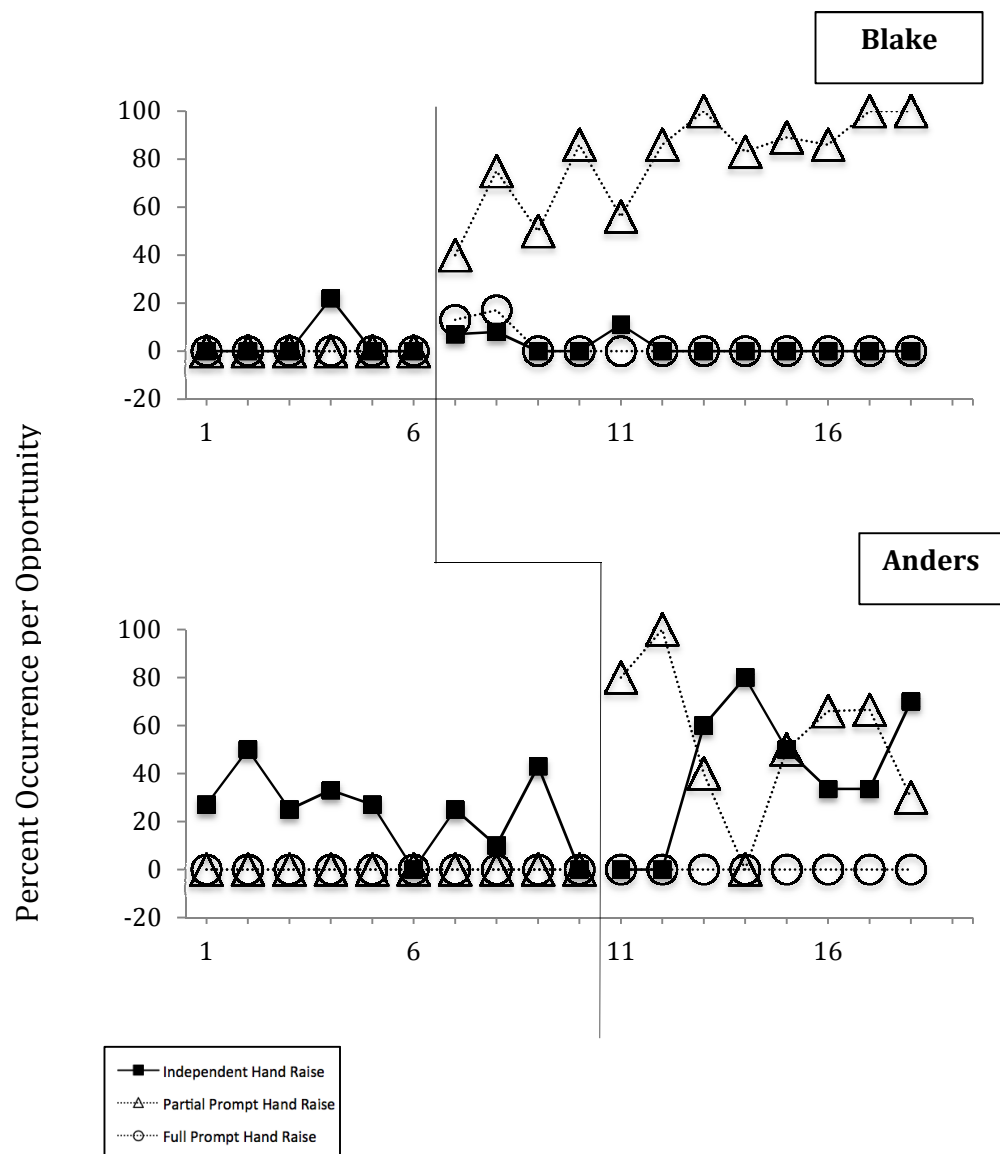 Blake
100
80
60
40
20
0
-20
1 6 11 16
Percent Occurrence per Opportunity
Anders
100
80
60
40
20
0
-20
1 6 11 16
Independent Hand Raise
Partial Prompt Hand Raise
Full Prompt Hand Raise